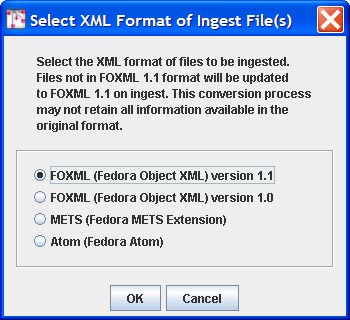 Select XML Format of Ingest File(s)
Select the XML format of files to be ingested.
Files not in FOXML 1.1 format will be updated
to FOXML 1.1 on ingest. This conversion process
may not retain all information available in the
original format.
FOXML (Fedora Object XML) version 1.1
FOXML (Fedora Object XML) version 1.0
METS (Fedora METS Extension)
Atom (Fedora Atom)
OK
Cancel